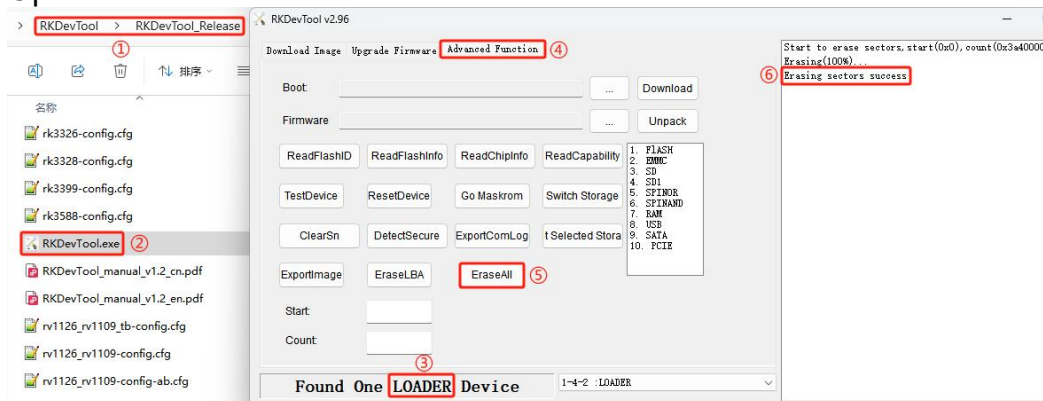 > RKDevTool > RKDevTool_Release
①
排序
名称
rk3326-config.cfg
rk3328-config.cfg
rk3399-config.cfg
rk3588-config.cfg
RKDevTool.exe ②
RKDevTool_manual_v1.2_cn.pdf
RKDevTool_manual_v1.2_en.pdf
rv1126_rv1109_tb-config.cfg
rv1126_rv1109-config.cfg
rv1126_rv1109-config-ab.cfg
RKDevTool v2.96
Download Image Upgrade Firmware Advanced Function ④
Boot: ... Download
Firmware ... Unpack
ReadFlashID ReadFlashInfo ReadChipInfo ReadCapability
TestDevice ResetDevice Go Maskrom Switch Storage
ClearSn DetectSecure ExportComLog t Selected Stora
ExportImage EraseLBA EraseAll ⑤
1. FlASH
2. EMMC
3. SD
4. SD1
5. SPINOR
6. SPINAND
7. RAM
8. USB
9. SATA
10. PCIE
Start:
Count:
③
Found One LOADER Device
1-4-2 :LOADER
Start to erase sectors,start(0x0),count(0x3a40000
Erasing(100%)...
⑥ Erasing sectors success